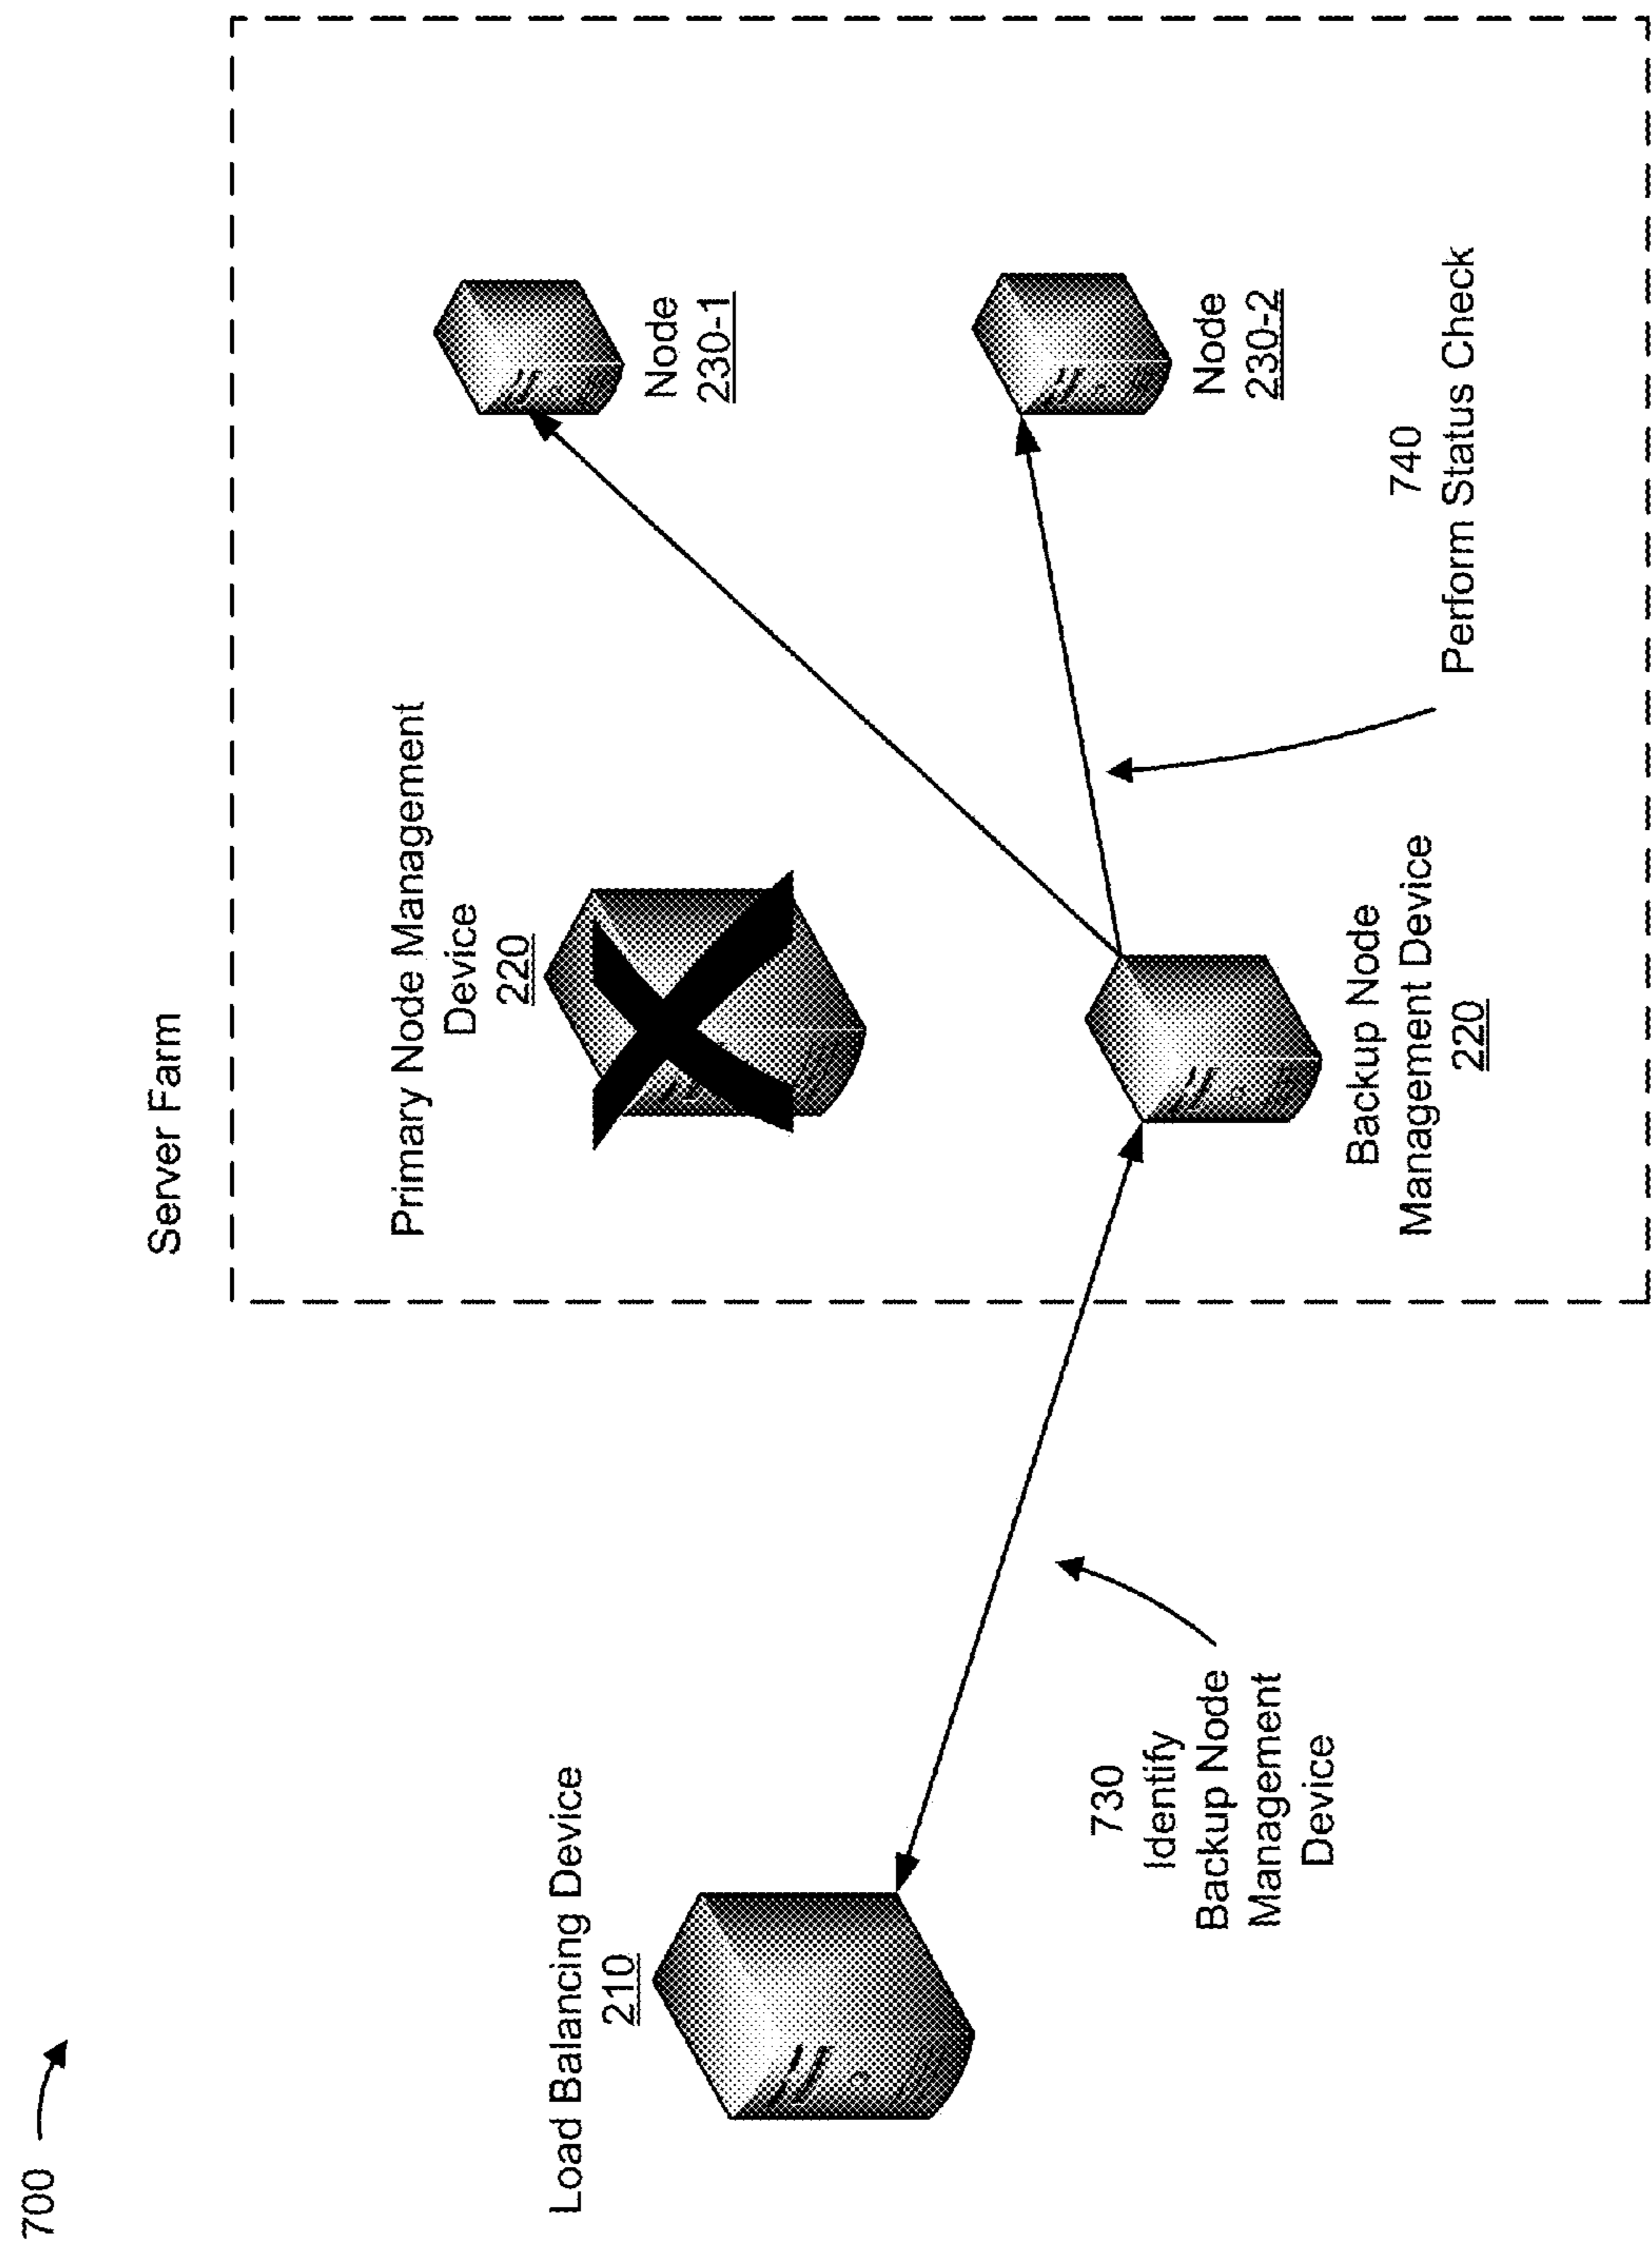 700
Server Farm
Load Balancing Device
210
Primary Node Management
Device
220
Node
230-1
Node
230-2
730
Identify
Backup Node
Management
Device
Backup Node
Management Device
220
740
Perform Status Check